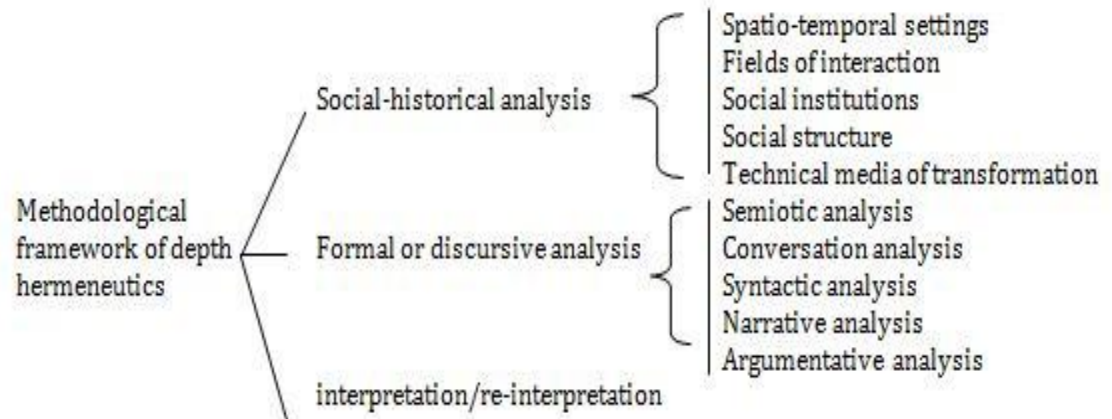 Methodological
framework of depth
hermeneutics
Social-historical analysis
Spatio-temporal settings
Fields of interaction
Social institutions
Social structure
Technical media of transformation
Formal or discursive analysis
Semiotic analysis
Conversation analysis
Syntactic analysis
Narrative analysis
Argumentative analysis
interpretation/re-interpretation